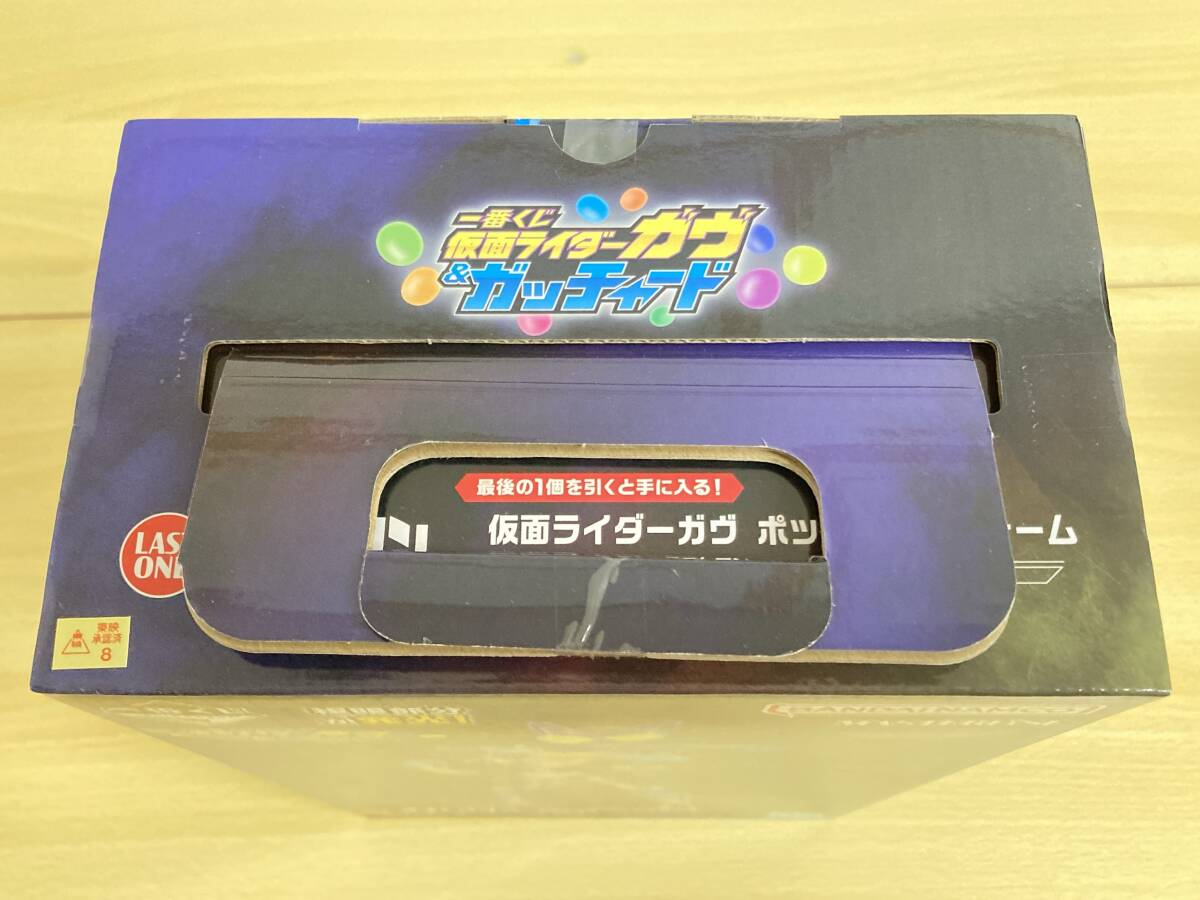 一番くじ
仮面ライダーガヴ
&ガッチャード
最後の1個を引くと手に入る!
仮面ライダーガヴ ポッ
ォーム
LAS
ONE
東映
承認済
8